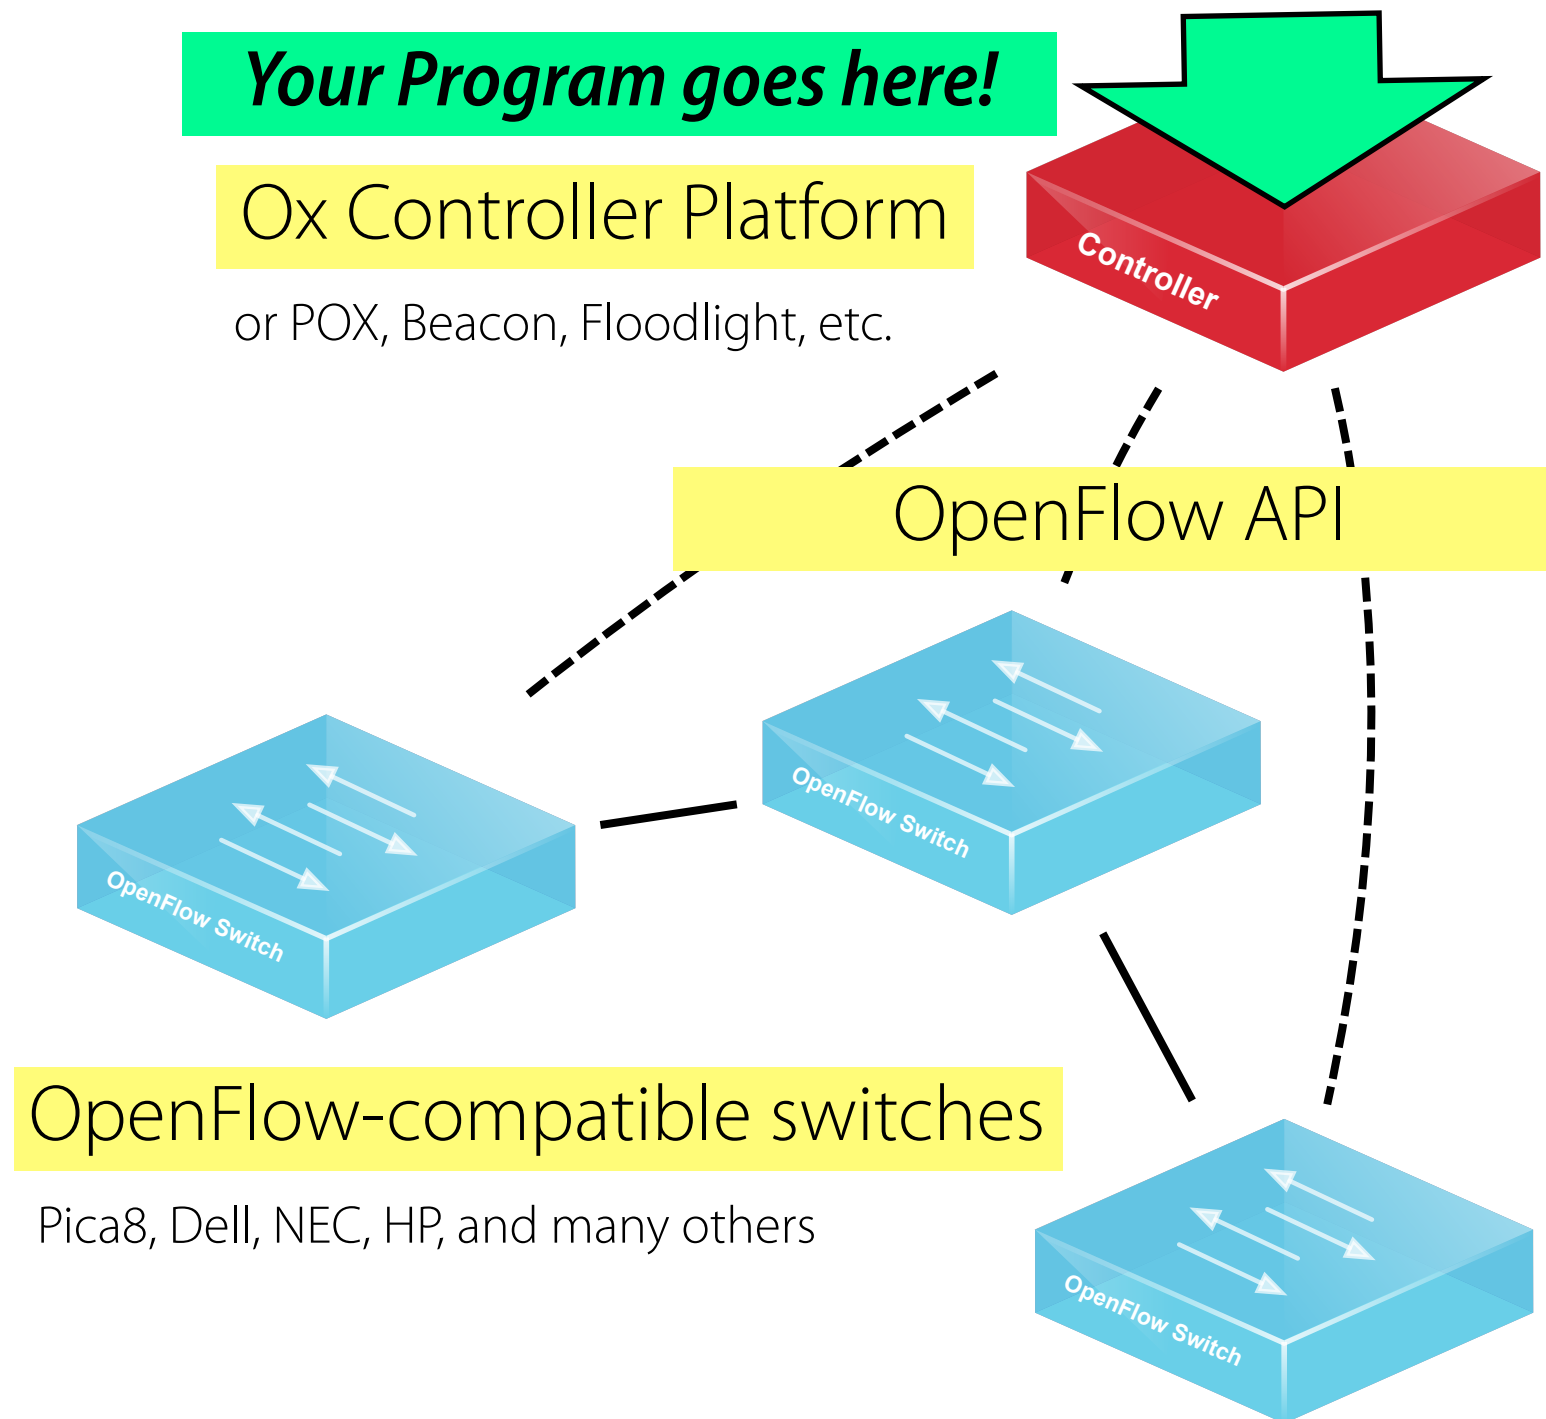 Your Program goes here!
Ox Controller Platform
or POX, Beacon, Floodlight, etc.
Controller
OpenFlow API
OpenFlow Switch
OpenFlow Switch
OpenFlow-compatible switches
Pica8, Dell, NEC, HP, and many others
OpenFlow Switch